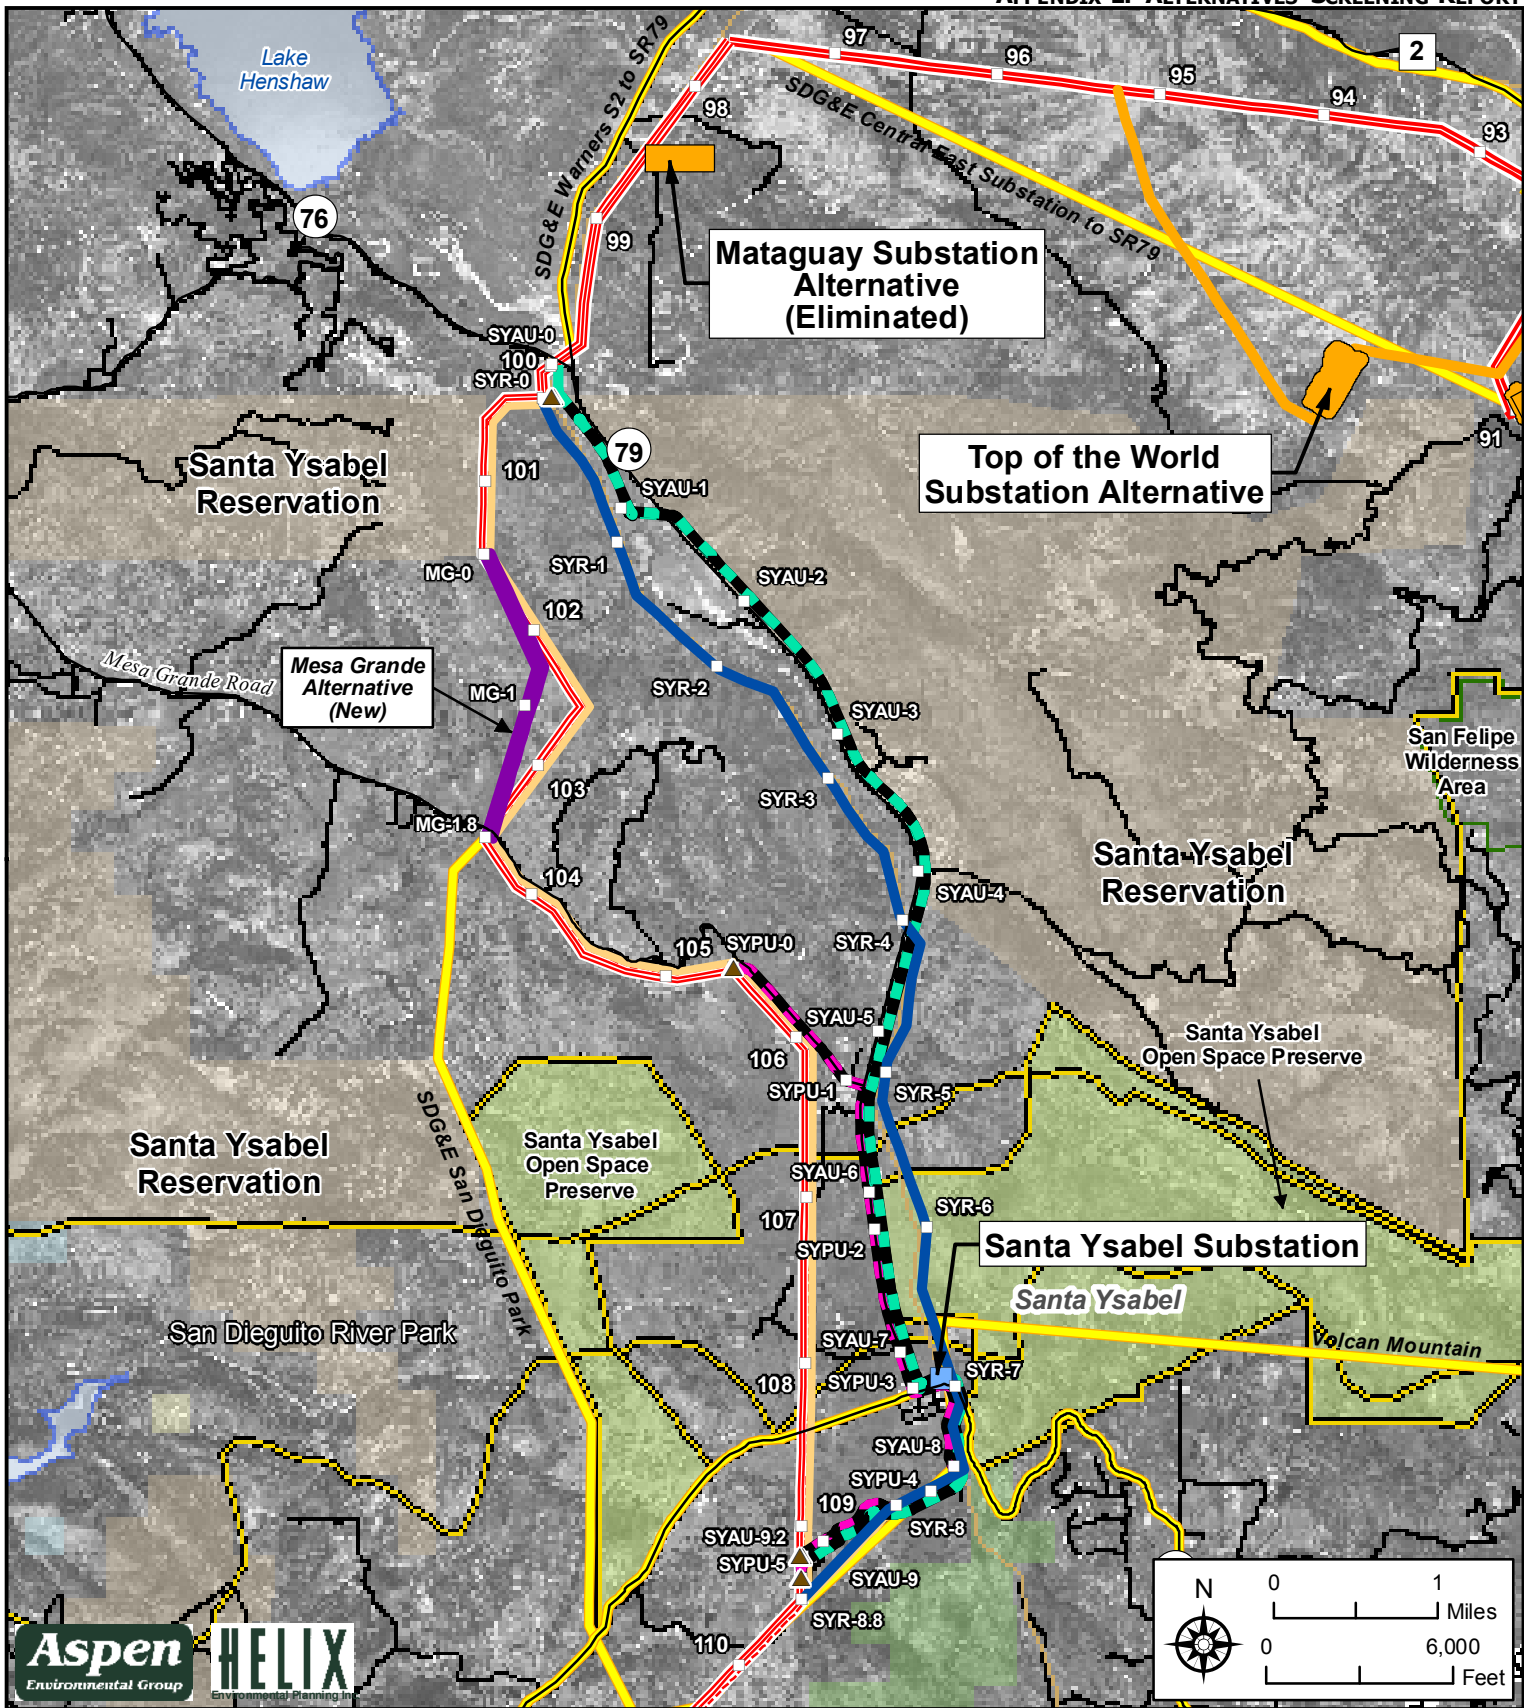 APPENDIX 1. ALTERNATIVES SCREENING REPORT
Lake
Henshaw
76
SDG&E Warners S2 to SR79
97
96
95
94
93
2
98
99
SDG&E Central East Substation to SR79
Mataguay Substation
Alternative
(Eliminated)
SYAU-0
100
SYR-0
79
Santa Ysabel
Reservation
101
SYAU-1
Top of the World
Substation Alternative
91
MG-0
SYR-1
SYAU-2
102
Mesa Grande Road
Mesa Grande
Alternative
(New)
MG-1
SYR-2
SYAU-3
San Felipe
Wilderness
Area
103
SYR-3
MG-1.8
Santa Ysabel
Reservation
104
SYAU-4
105
SYPU-0
SYR-4
SYAU-5
106
Santa Ysabel
Open Space Preserve
SYPU-1
SYR-5
SDG&E San Dieguito Park
Santa Ysabel
Reservation
Santa Ysabel
Open Space
Preserve
SYAU-6
107
SYR-6
SYPU-2
Santa Ysabel Substation
Santa Ysabel
San Dieguito River Park
SYAU-7
Volcan Mountain
108
SYPU-3
SYR-7
SYAU-8
SYPU-4
109
SYR-8
SYAU-9.2
SYPU-5
SYAU-9
SYR-8.8
110
Aspen
Environmental Group
HELIX
Environmental Planning Inc
N
0 1
Miles
0 6,000
Feet